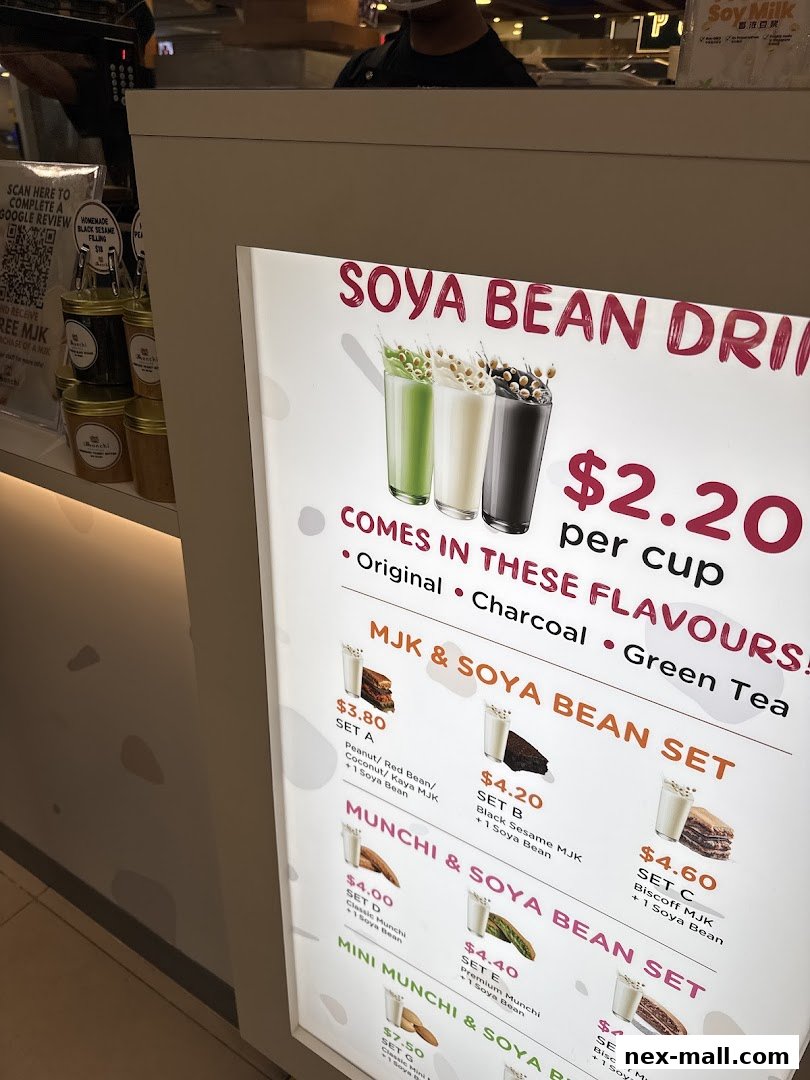 Soy Milk
SCAN HERE TO
COMPLETE A
GOOGLE REVIEW
HOMEMADE
BLACK SESAME
FILLING
$18
SOYA BEAN DRI
$2.20
per cup
COMES IN THESE FLAVOURS!
• Original • Charcoal • Green Tea
MJK & SOYA BEAN SET
$3.80
SET A
Peanut/ Red Bean/
Coconut/ Kaya MJK
+ 1 Soya Bean
$4.20
SET B
Black Sesame MJK
+ 1 Soya Bean
$4.60
SET C
Biscoff MJK
+ 1 Soya Bean
MUNCHI & SOYA BEAN SET
$4.00
SET D
Classic Munchi
+ 1 Soya Bean
$4.40
SET E
Premium Munchi
+ 1 Soya Bean
MINI MUNCHI & SOYA B
$7.50
SET G
Classic Mini
nex-mall.com